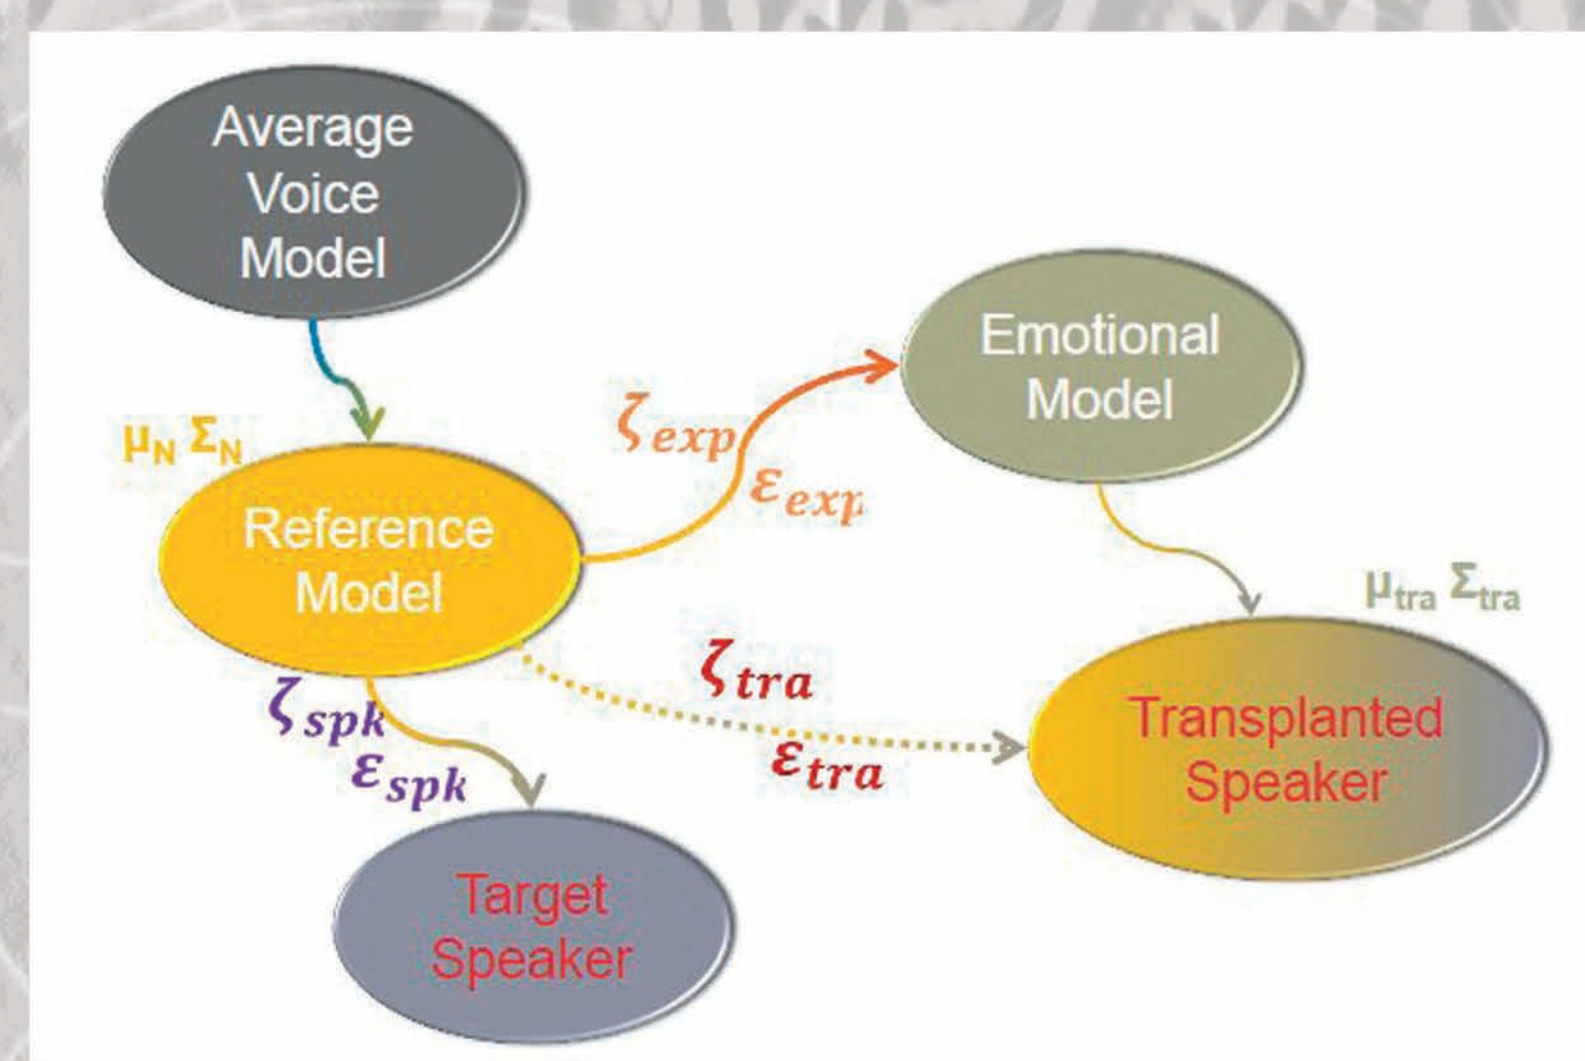 Average
Voice
Model
Emotional
Model
ζexp
εexp
μN ΣN
Reference
Model
μtra Σtra
ζtra
εtra
ζspk
εspk
Transplanted
Speaker
Target
Speaker